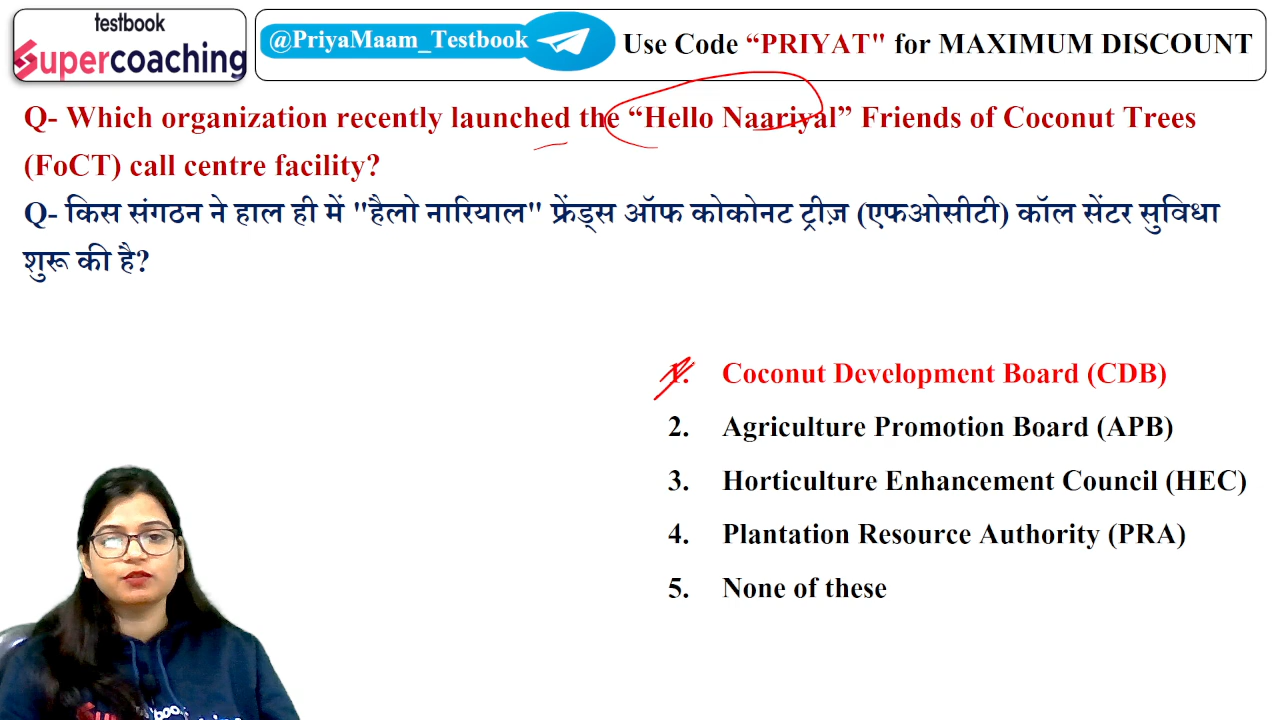 testbook
Supercoaching
@PriyaMaam_Testbook
Use Code “PRIYAT" for MAXIMUM DISCOUNT
Q- Which organization recently launched the “Hello Naariyal” Friends of Coconut Trees
(FoCT) call centre facility?
Q- किस संगठन ने हाल ही में "हैलो नारियाल" फ्रेंड्स ऑफ कोकोनट ट्रीज़ (एफओसीटी) कॉल सेंटर सुविधा
शुरू की है?
1. Coconut Development Board (CDB)
2. Agriculture Promotion Board (APB)
3. Horticulture Enhancement Council (HEC)
4. Plantation Resource Authority (PRA)
5. None of these